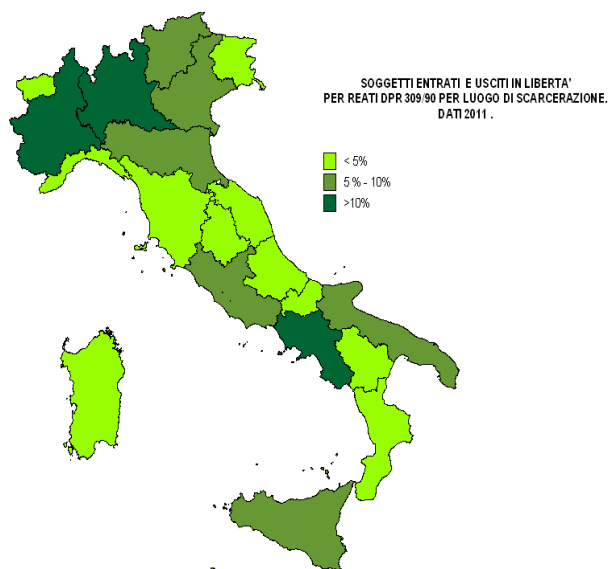 SOGGETTI ENTRATI E USCITI IN LIBERTA'
PER REATI DPR 309/90 PER LUOGO DI SCARCERAZIONE.
DATI 2011 .
< 5%
5 % - 10%
>10%